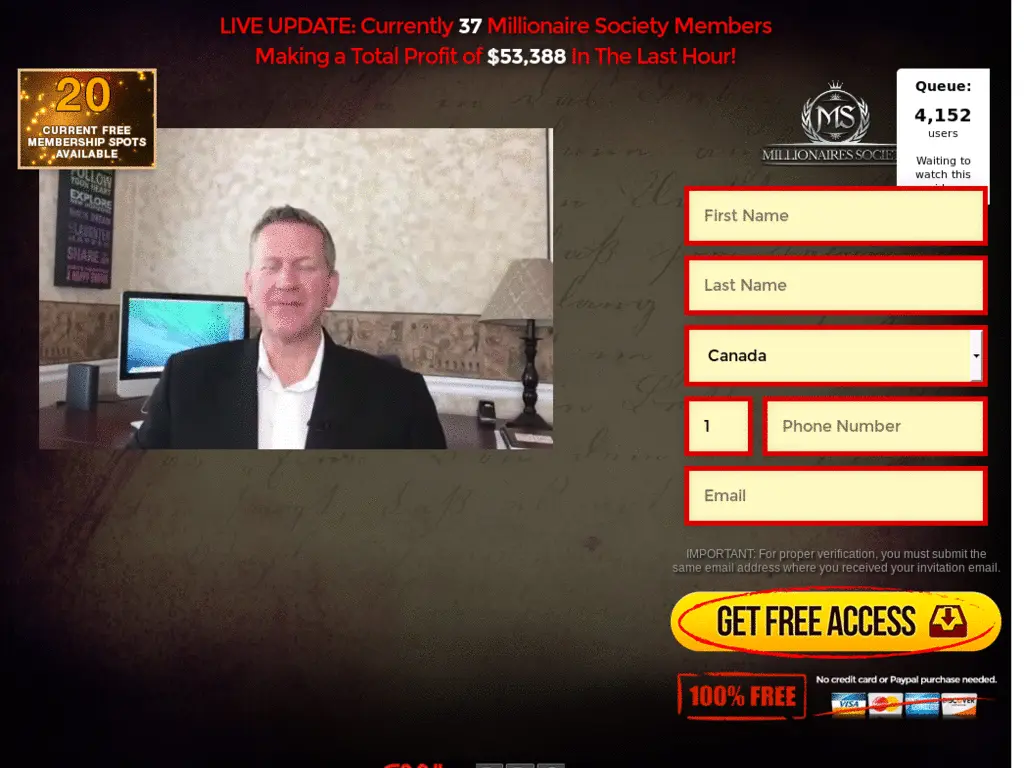 LIVE UPDATE: Currently 37 Millionaire Society Members
Making a Total Profit of $53,388 In The Last Hour!
20
CURRENT FREE
MEMBERSHIP SPOTS
AVAILABLE
FOLLOW
YOUR HEART
EXPLORE
LAUGHTER
SHARE
MS
MILLIONAIRES SOCIET
Queue:
4,152
users
Waiting to
watch this
First Name
Last Name
Canada
1
Phone Number
Email
IMPORTANT: For proper verification, you must submit the
same email address where you received your invitation email.
GET FREE ACCESS
100% FREE
No credit card or Paypal purchase needed.
VISA
DISCOVER